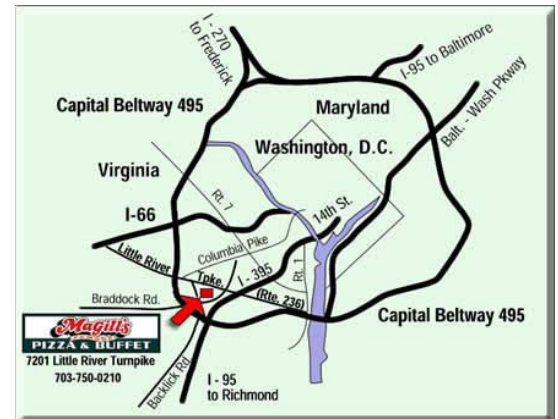 I - 270
to Frederick
I-95 to Baltimore
Capital Beltway 495
Maryland
Balt. - Wash Pkway
Washington, D.C.
Virginia
Rt. 7
I-66
14th St.
Columbia Pike
Little River Tpke. (Rte. 236)
I - 395
Rt. 1
Braddock Rd.
Capital Beltway 495
Magill's
PIZZA & BUFFET
7201 Little River Turnpike
703-750-0210
Backlick Rd
I - 95
to Richmond